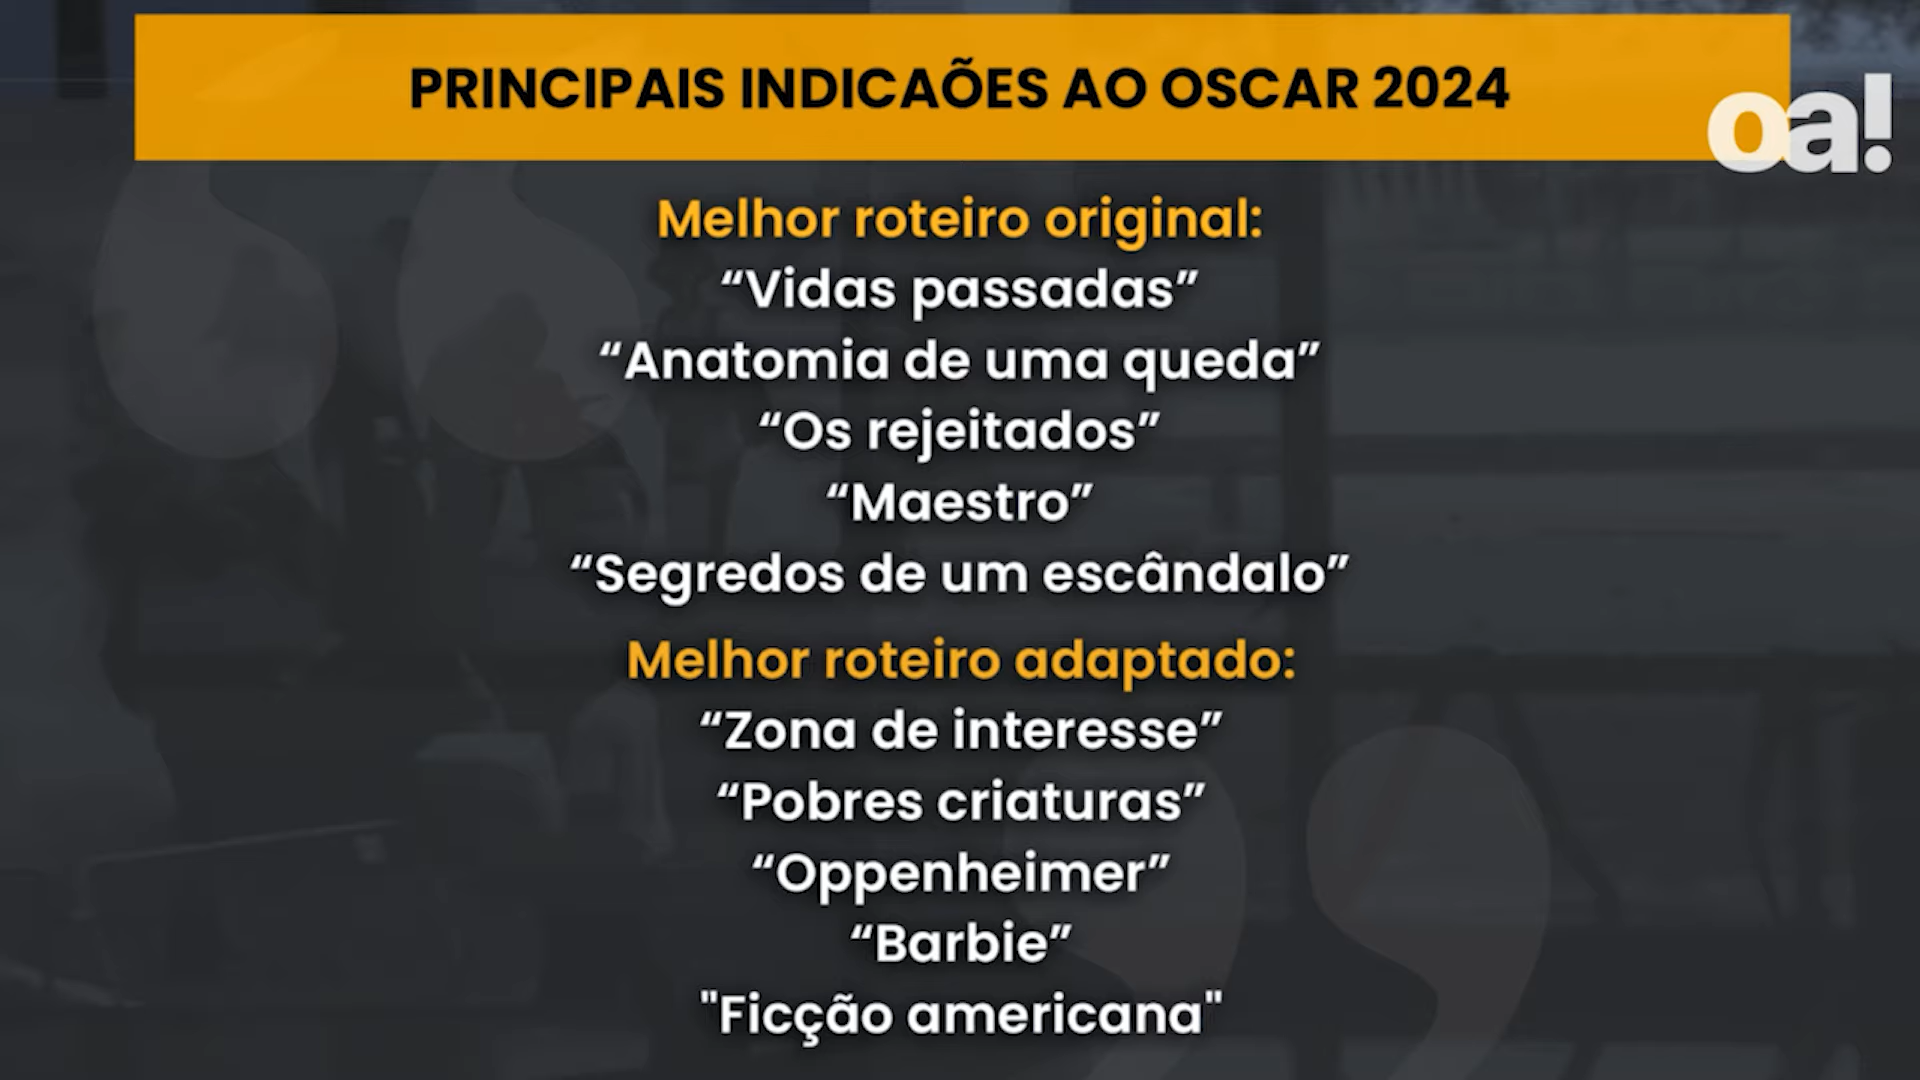 PRINCIPAIS INDICAÕES AO OSCAR 2024
oa!
Melhor roteiro original:
“Vidas passadas”
“Anatomia de uma queda”
“Os rejeitados”
“Maestro”
“Segredos de um escândalo”
Melhor roteiro adaptado:
“Zona de interesse”
“Pobres criaturas”
“Oppenheimer”
“Barbie”
"Ficção americana"